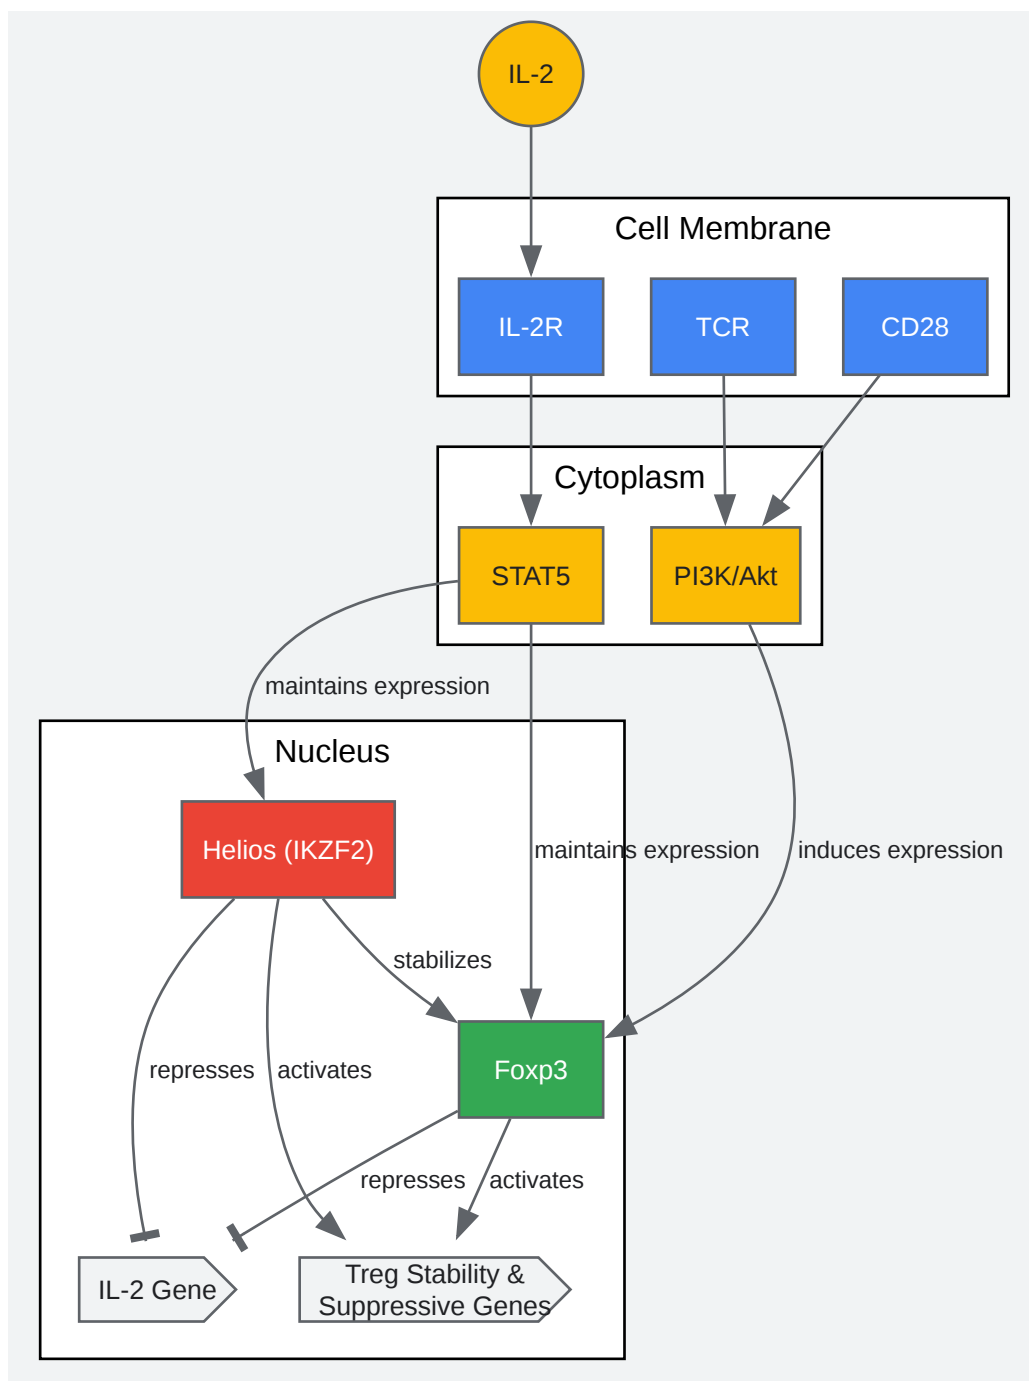 IL-2
Cell Membrane
IL-2R
TCR
CD28
Cytoplasm
STAT5
PI3K/Akt
maintains expression
Nucleus
Helios (IKZF2)
maintains expression
induces expression
stabilizes
Foxp3
represses
activates
represses
activates
IL-2 Gene
Treg Stability &
Suppressive Genes